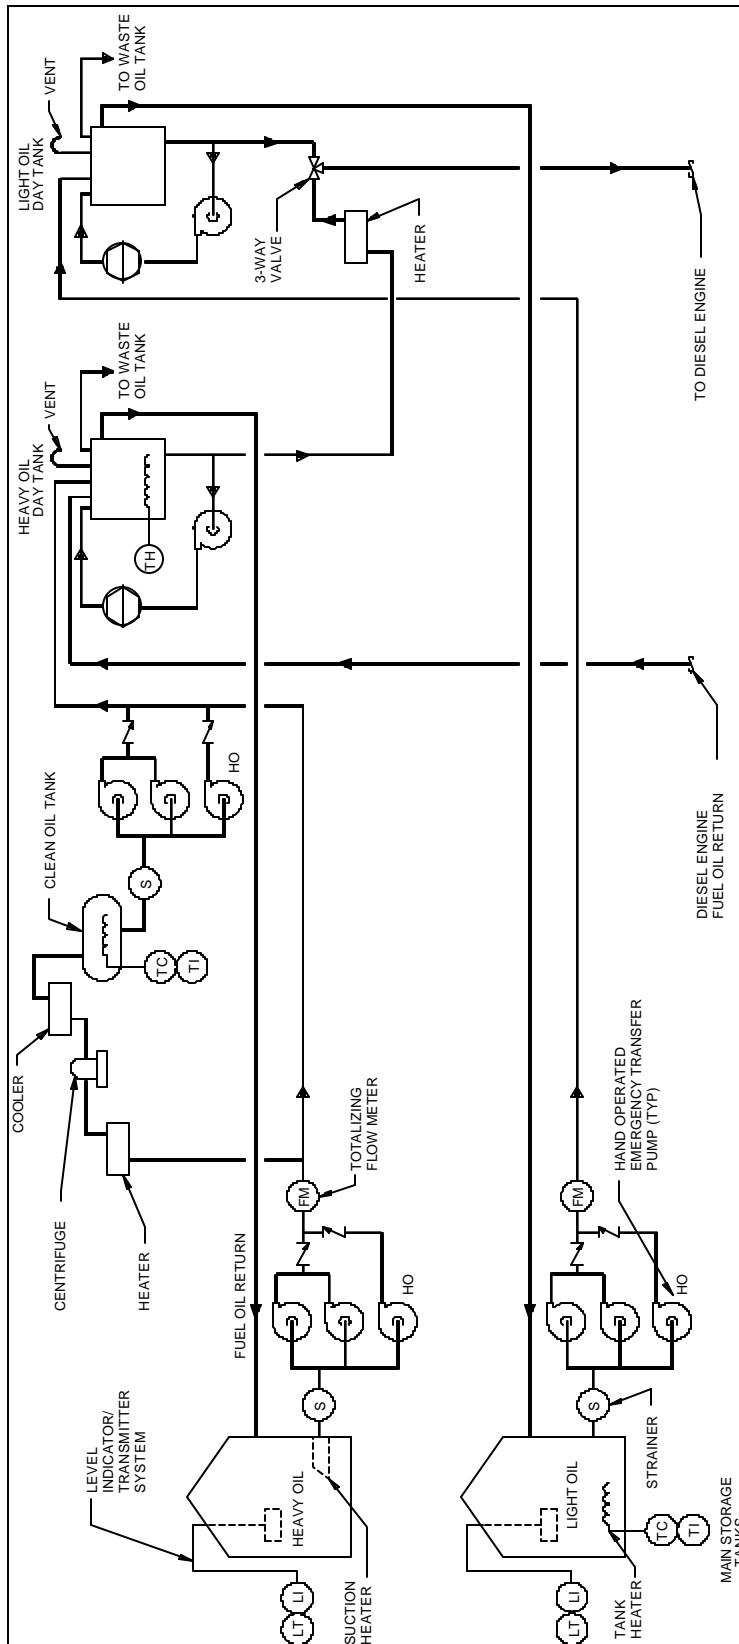 TO WASTE
OIL TANK
VENT
LIGHT OIL
DAY TANK
3-WAY
VALVE
HEATER
TO DIESEL ENGINE
TO WASTE
OIL TANK
VENT
HEAVY OIL
DAY TANK
TH
HO
CLEAN OIL TANK
S
TC
TI
COOLER
CENTRIFUGE
HEATER
DIESEL ENGINE
FUEL OIL RETURN
TOTALIZING
FLOW METER
FM
HO
FUEL OIL RETURN
S
LEVEL
INDICATOR/
TRANSMITTER
SYSTEM
HEAVY OIL
LI
LT
SUCTION
HEATER
HAND OPERATED
EMERGENCY TRANSFER
PUMP (TYP)
FM
HO
S
STRAINER
LIGHT OIL
TC
TI
LI
LT
TANK
HEATER
MAIN STORAGE
TANKS